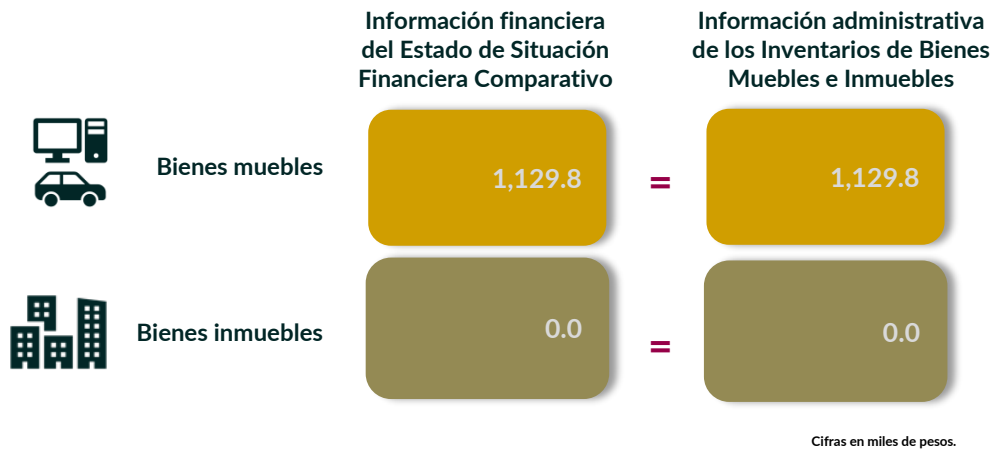 Información financiera
del Estado de Situación
Financiera Comparativo
Información administrativa
de los Inventarios de Bienes
Muebles e Inmuebles
Bienes muebles
1,129.8
=
1,129.8
Bienes inmuebles
0.0
=
0.0
Cifras en miles de pesos.